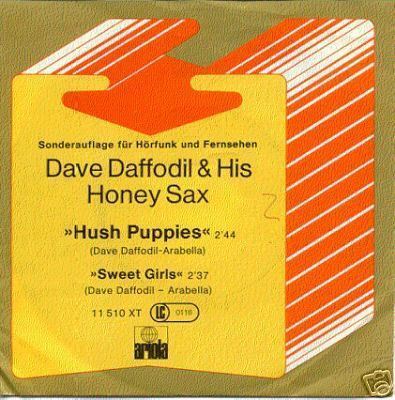 Sonderauflage für Hörfunk und Fernsehen
Dave Daffodil & His
Honey Sax
2
»Hush Puppies« 2'44
(Dave Daffodil-Arabella)
»Sweet Girls« 2'37
(Dave Daffodil – Arabella)
11 510 XT LC 0116
ariola